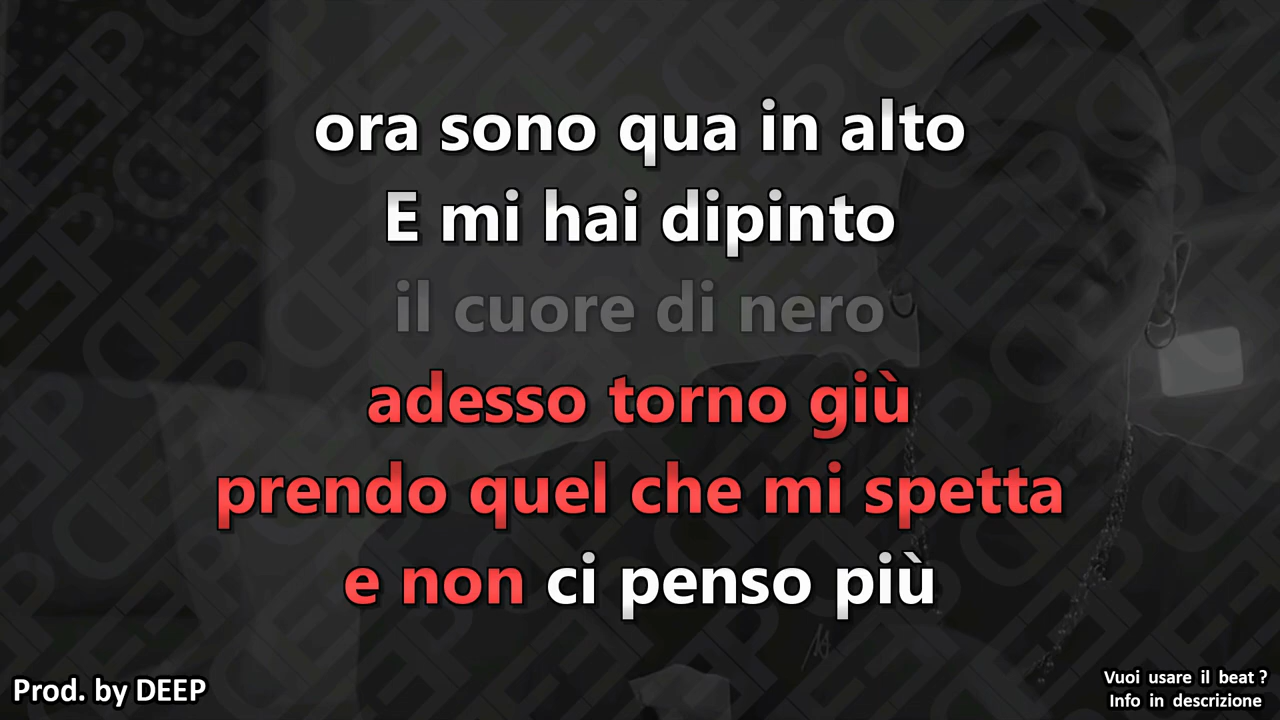 ora sono qua in alto
E mi hai dipinto
il cuore di nero
adesso torno giù
prendo quel che mi spetta
e non ci penso più
Prod. by DEEP
Vuoi usare il beat ?
Info in descrizione